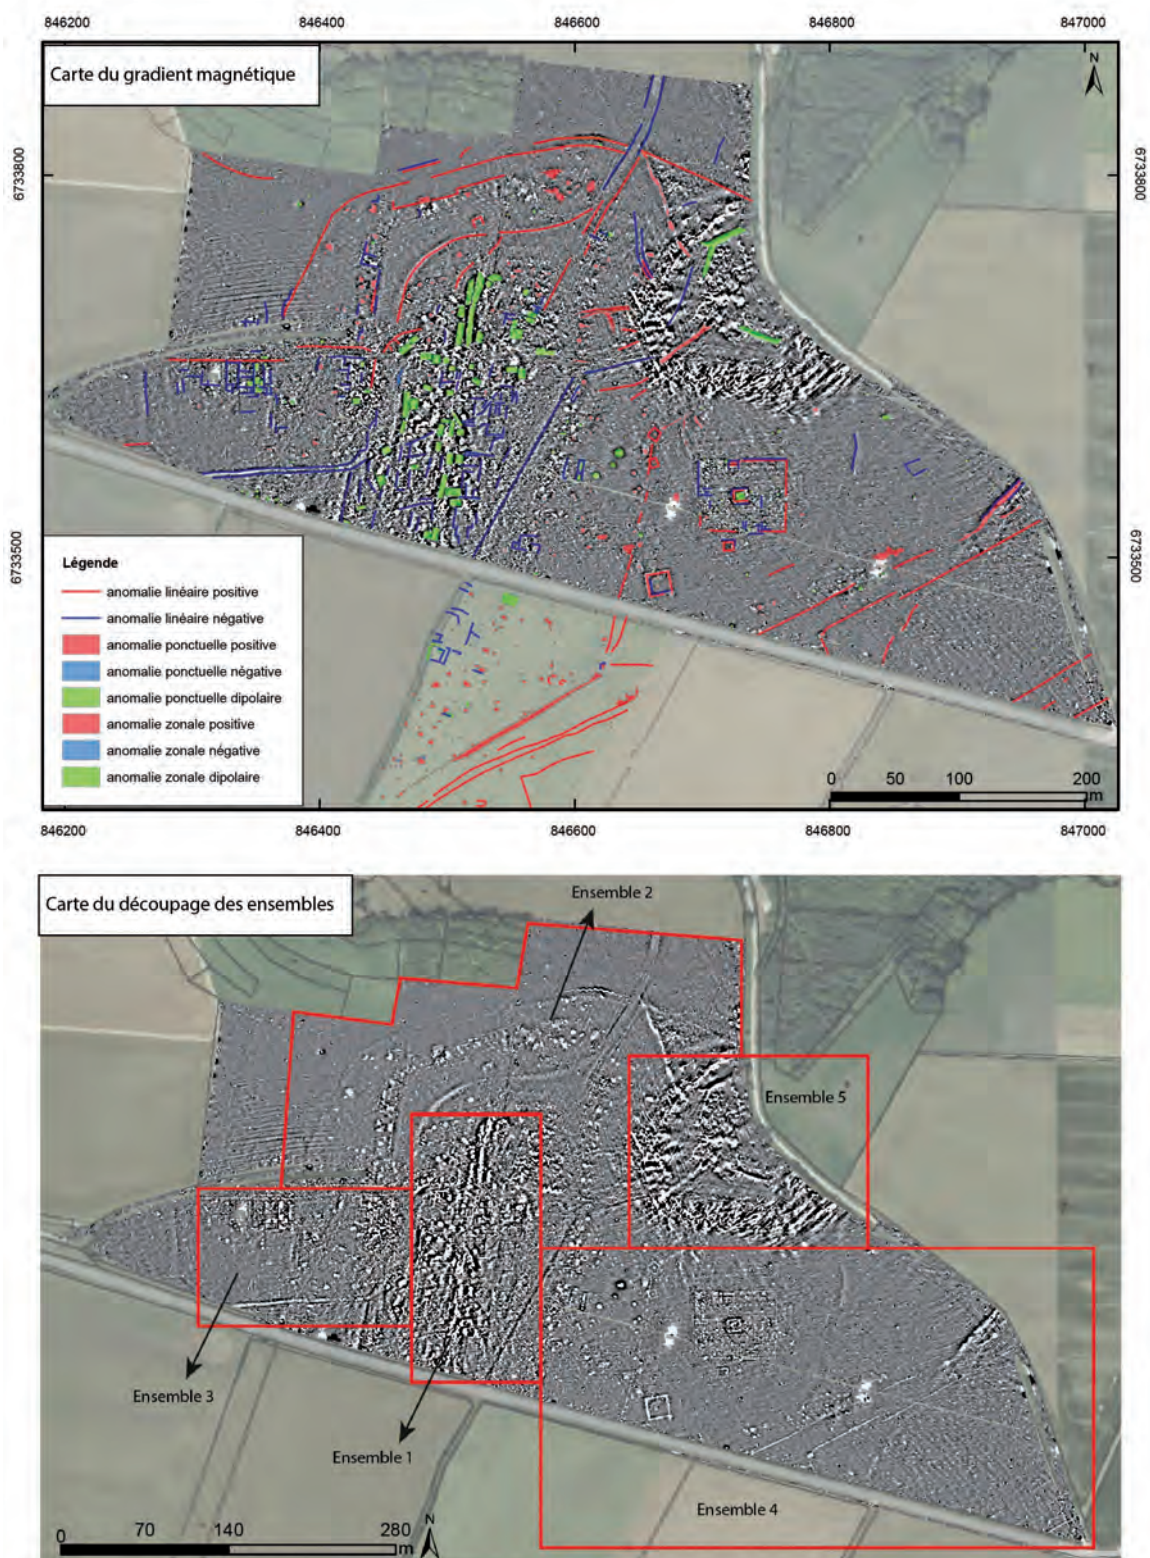 846200 846400 846600 846800 847000
Carte du gradient magnétique
N
6733800 6733800
6733500 6733500
Légende
anomalie linéaire positive
anomalie linéaire négative
anomalie ponctuelle positive
anomalie ponctuelle négative
anomalie ponctuelle dipolaire
anomalie zonale positive
anomalie zonale négative
anomalie zonale dipolaire
0 50 100 200
m
846200 846400 846600 846800 847000
Carte du découpage des ensembles
Ensemble 2
Ensemble 5
Ensemble 3
Ensemble 1
Ensemble 4
0 70 140 280
m
N